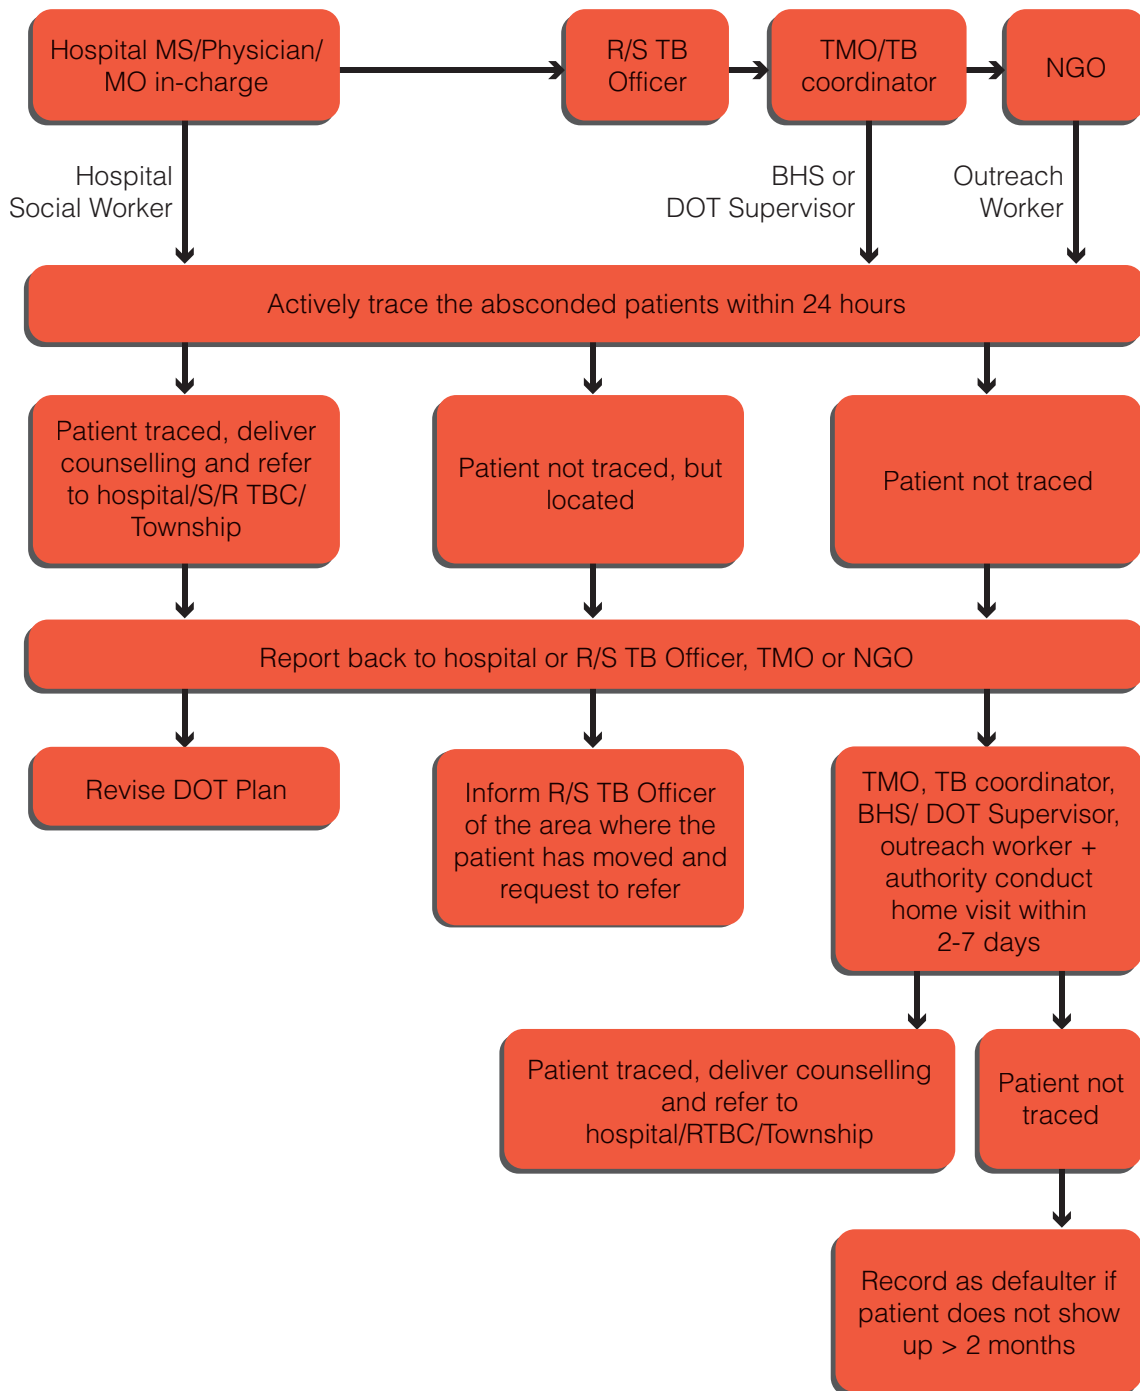 Hospital MS/Physician/
MO in-charge
R/S TB
Officer
TMO/TB
coordinator
NGO
Hospital
Social Worker
BHS or
DOT Supervisor
Outreach
Worker
Actively trace the absconded patients within 24 hours
Patient traced, deliver
counselling and refer
to hospital/S/R TBC/
Township
Patient not traced, but
located
Patient not traced
Report back to hospital or R/S TB Officer, TMO or NGO
Revise DOT Plan
Inform R/S TB Officer
of the area where the
patient has moved and
request to refer
TMO, TB coordinator,
BHS/ DOT Supervisor,
outreach worker +
authority conduct
home visit within
2-7 days
Patient traced, deliver counselling
and refer to
hospital/RTBC/Township
Patient not
traced
Record as defaulter if
patient does not show
up > 2 months